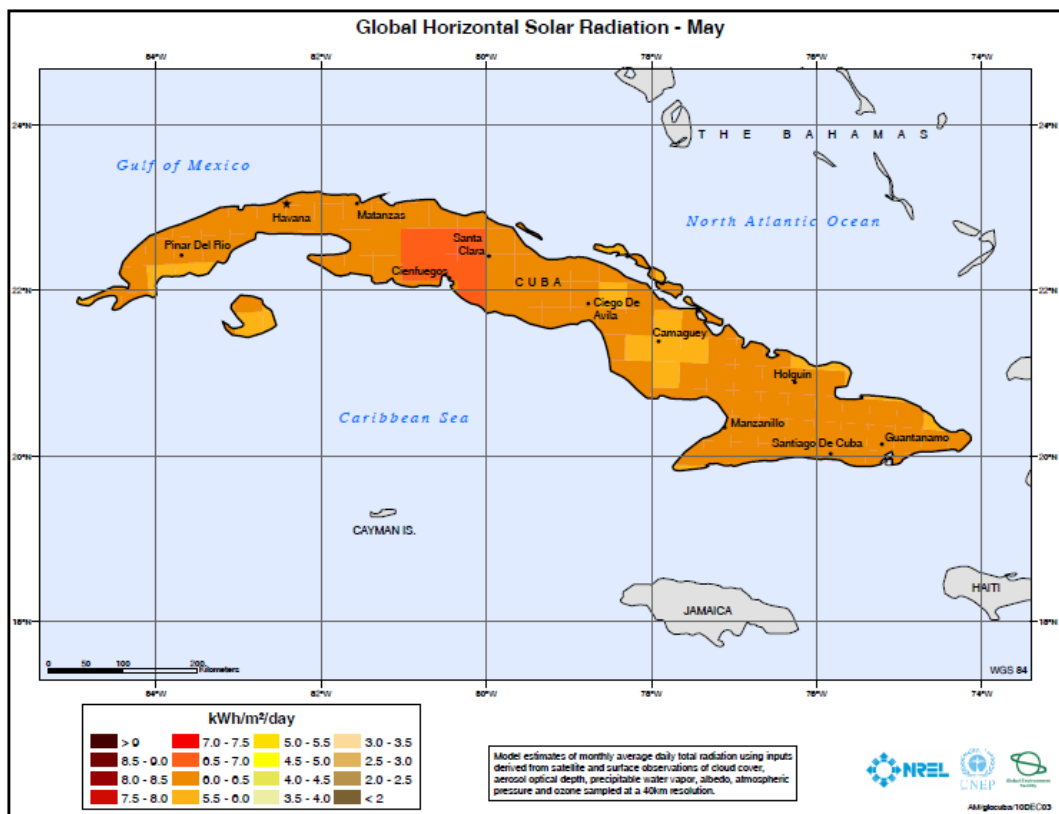 Global Horizontal Solar Radiation - May
84°W 82°W 80°W 78°W 76°W 74°W
24°N
22°N
20°N
18°N
Gulf of Mexico
THE BAHAMAS
North Atlantic Ocean
Havana
Matanzas
Pinar Del Rio
Santa
Clara
Cienfuegos
CUBA
Ciego De
Avila
Camaguey
Holguin
Caribbean Sea
Manzanillo
Santiago De Cuba
Guantanamo
CAYMAN IS.
JAMAICA
HAITI
0 50 100 200
Kilometers
WGS 84
84°W 82°W 80°W 78°W 76°W 74°W
kWh/m²/day
> 9
8.5 - 9.0
8.0 - 8.5
7.5 - 8.0
7.0 - 7.5
6.5 - 7.0
6.0 - 6.5
5.5 - 6.0
5.0 - 5.5
4.5 - 5.0
4.0 - 4.5
3.5 - 4.0
3.0 - 3.5
2.5 - 3.0
2.0 - 2.5
< 2
Model estimates of monthly average daily total radiation using inputs
derived from satellite and surface observations of cloud cover,
aerosol optical depth, precipitable water vapor, albedo, atmospheric
pressure and ozone sampled at a 40km resolution.
NREL
UNEP
Global Environment
Facility